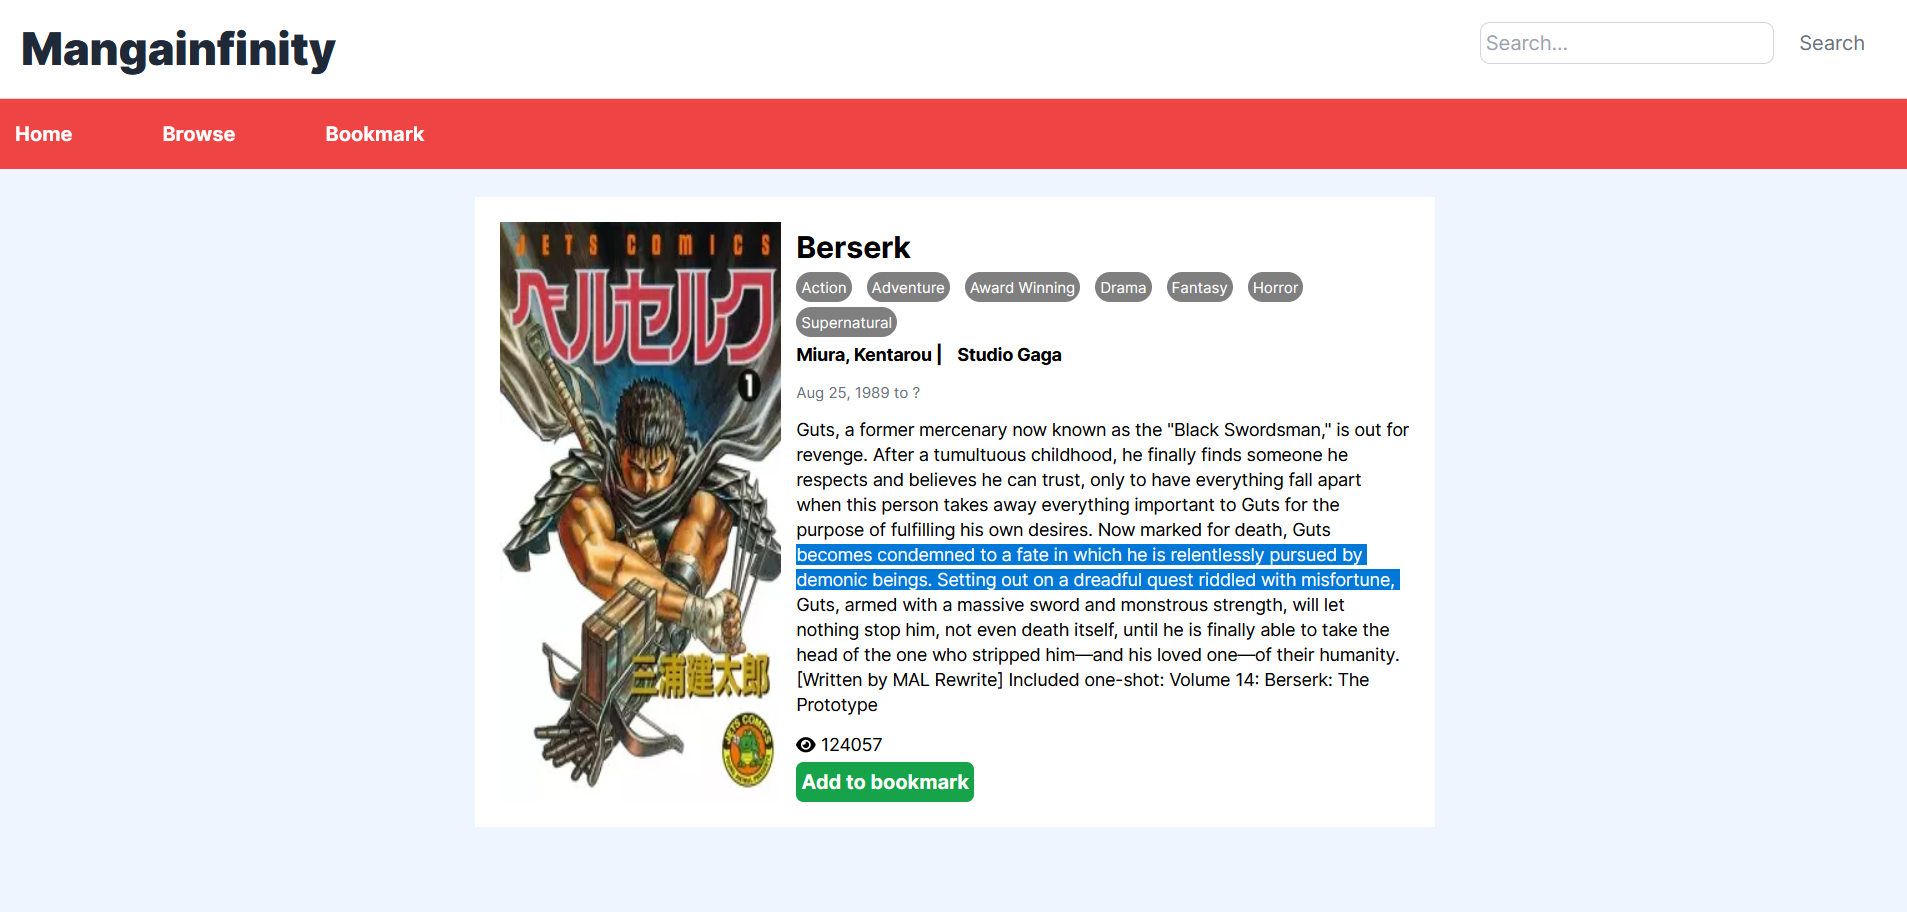 Mangainfinity
Search...
Search
Home
Browse
Bookmark
JETS COMICS
ベルセルク
1
三浦建太郎
JETS COMICS
Berserk
Action
Adventure
Award Winning
Drama
Fantasy
Horror
Supernatural
Miura, Kentarou | Studio Gaga
Aug 25, 1989 to ?
Guts, a former mercenary now known as the "Black Swordsman," is out for
revenge. After a tumultuous childhood, he finally finds someone he
respects and believes he can trust, only to have everything fall apart
when this person takes away everything important to Guts for the
purpose of fulfilling his own desires. Now marked for death, Guts
becomes condemned to a fate in which he is relentlessly pursued by
demonic beings. Setting out on a dreadful quest riddled with misfortune,
Guts, armed with a massive sword and monstrous strength, will let
nothing stop him, not even death itself, until he is finally able to take the
head of the one who stripped him—and his loved one—of their humanity.
[Written by MAL Rewrite] Included one-shot: Volume 14: Berserk: The
Prototype
124057
Add to bookmark